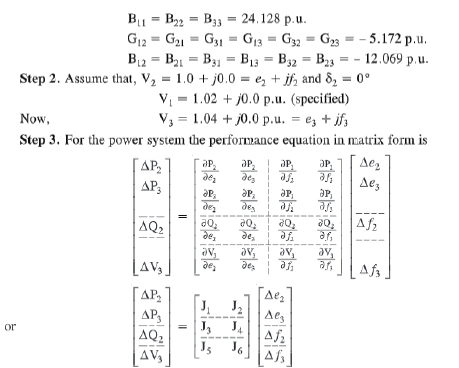 B₁₁ = B₂₂ = B₃₃ = 24.128 p.u.
G₁₂ = G₂₁ = G₃₁ = G₁₃ = G₃₂ = G₂₃ = – 5.172 p.u.
B₁₂ = B₂₁ = B₃₁ = B₁₃ = B₃₂ = B₂₃ = – 12.069 p.u.
Step 2. Assume that, V₂ = 1.0 + j0.0 = e₂ + jf₂ and δ₂ = 0°
V₁ = 1.02 + j0.0 p.u. (specified)
Now, V₃ = 1.04 + j0.0 p.u. = e₃ + jf₃
Step 3. For the power system the performance equation in matrix form is
ΔP₂ ∂P₂/∂e₂ ∂P₂/∂e₃ ∂P₂/∂f₂ ∂P₂/∂f₃ Δe₂
ΔP₃ ∂P₃/∂e₂ ∂P₃/∂e₃ ∂P₃/∂f₂ ∂P₃/∂f₃ Δe₃
ΔQ₂ = ∂Q₂/∂e₂ ∂Q₂/∂e₃ ∂Q₂/∂f₂ ∂Q₂/∂f₃ Δf₂
ΔV₃ ∂V₃/∂e₂ ∂V₃/∂e₃ ∂V₃/∂f₂ ∂V₃/∂f₃ Δf₃
ΔP₂ Δe₂
ΔP₃ J₁ J₂ Δe₃
or = J₃ J₄
ΔQ₂ Δf₂
ΔV₃ J₅ J₆ Δf₃